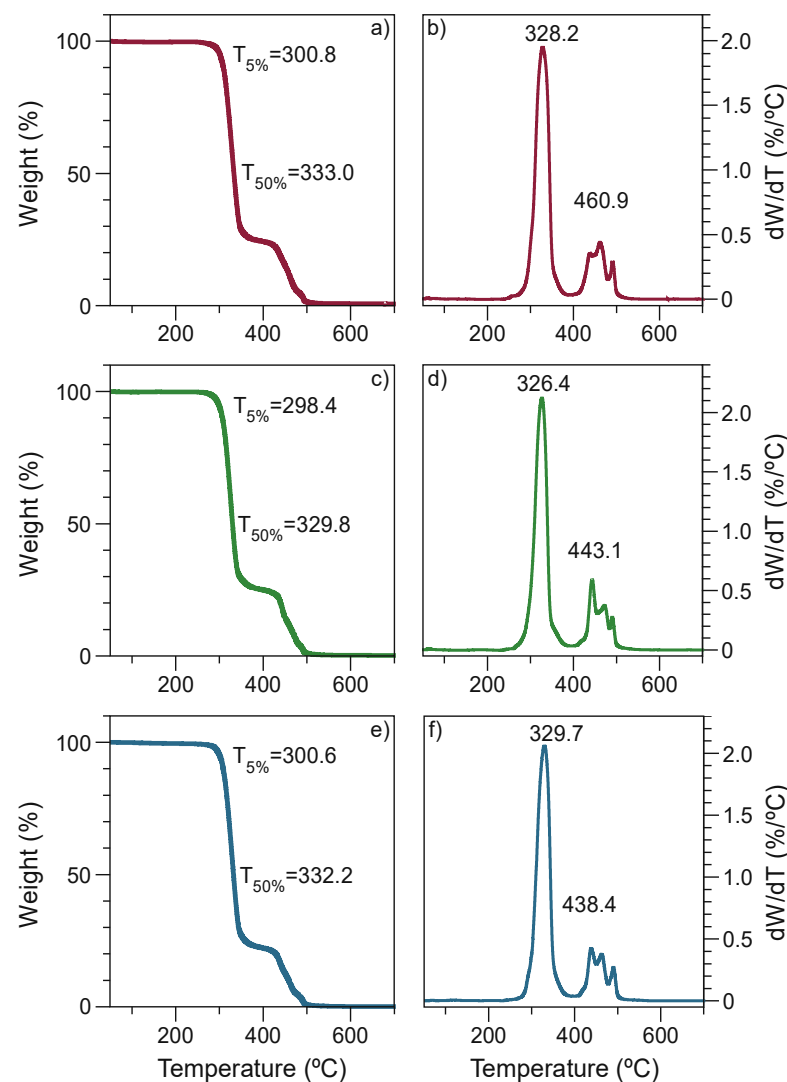 a)
b)
328.2
100
2.0
T5%=300.8
1.5
Weight (%)
50
T50%=333.0
1.0
dW/dT (%/ºC)
460.9
0.5
0
0
200
400
600
200
400
600
c)
d)
326.4
100
2.0
T5%=298.4
1.5
Weight (%)
50
T50%=329.8
1.0
dW/dT (%/ºC)
443.1
0.5
0
0
200
400
600
200
400
600
e)
f)
329.7
100
2.0
T5%=300.6
1.5
Weight (%)
50
T50%=332.2
1.0
dW/dT (%/ºC)
438.4
0.5
0
0
200
400
600
200
400
600
Temperature (ºC)
Temperature (ºC)